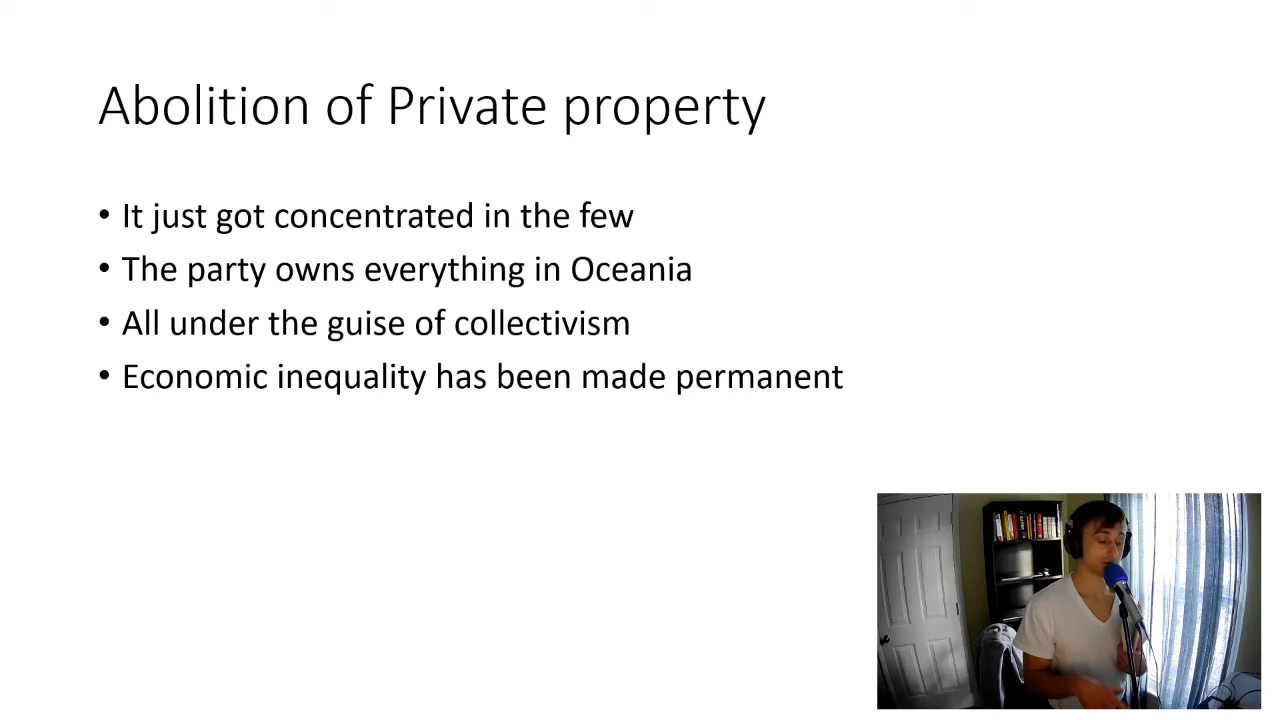 Abolition of Private property
• It just got concentrated in the few
• The party owns everything in Oceania
• All under the guise of collectivism
• Economic inequality has been made permanent